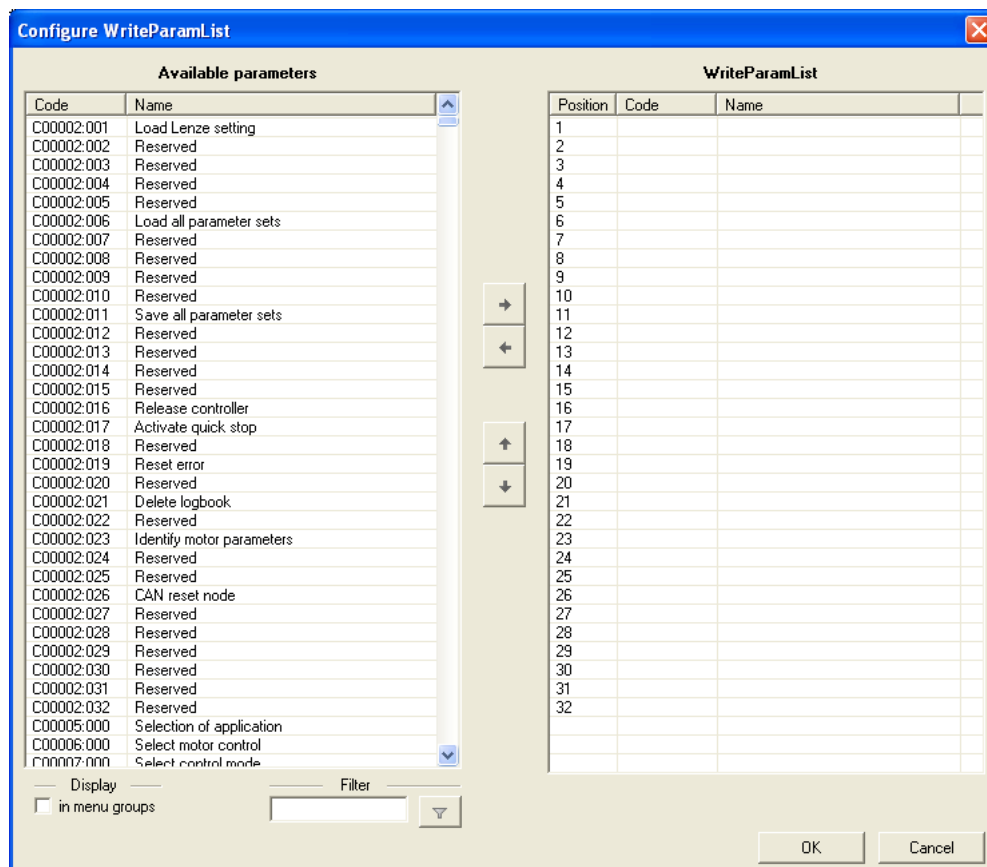 Configure WriteParamList
Available parameters
Code Name
C00002:001 Load Lenze setting
C00002:002 Reserved
C00002:003 Reserved
C00002:004 Reserved
C00002:005 Reserved
C00002:006 Load all parameter sets
C00002:007 Reserved
C00002:008 Reserved
C00002:009 Reserved
C00002:010 Reserved
C00002:011 Save all parameter sets
C00002:012 Reserved
C00002:013 Reserved
C00002:014 Reserved
C00002:015 Reserved
C00002:016 Release controller
C00002:017 Activate quick stop
C00002:018 Reserved
C00002:019 Reset error
C00002:020 Reserved
C00002:021 Delete logbook
C00002:022 Reserved
C00002:023 Identify motor parameters
C00002:024 Reserved
C00002:025 Reserved
C00002:026 CAN reset node
C00002:027 Reserved
C00002:028 Reserved
C00002:029 Reserved
C00002:030 Reserved
C00002:031 Reserved
C00002:032 Reserved
C00005:000 Selection of application
C00006:000 Select motor control
C00007:000 Select control mode
Display
in menu groups
Filter
WriteParamList
Position Code Name
1
2
3
4
5
6
7
8
9
10
11
12
13
14
15
16
17
18
19
20
21
22
23
24
25
26
27
28
29
30
31
32
OK Cancel